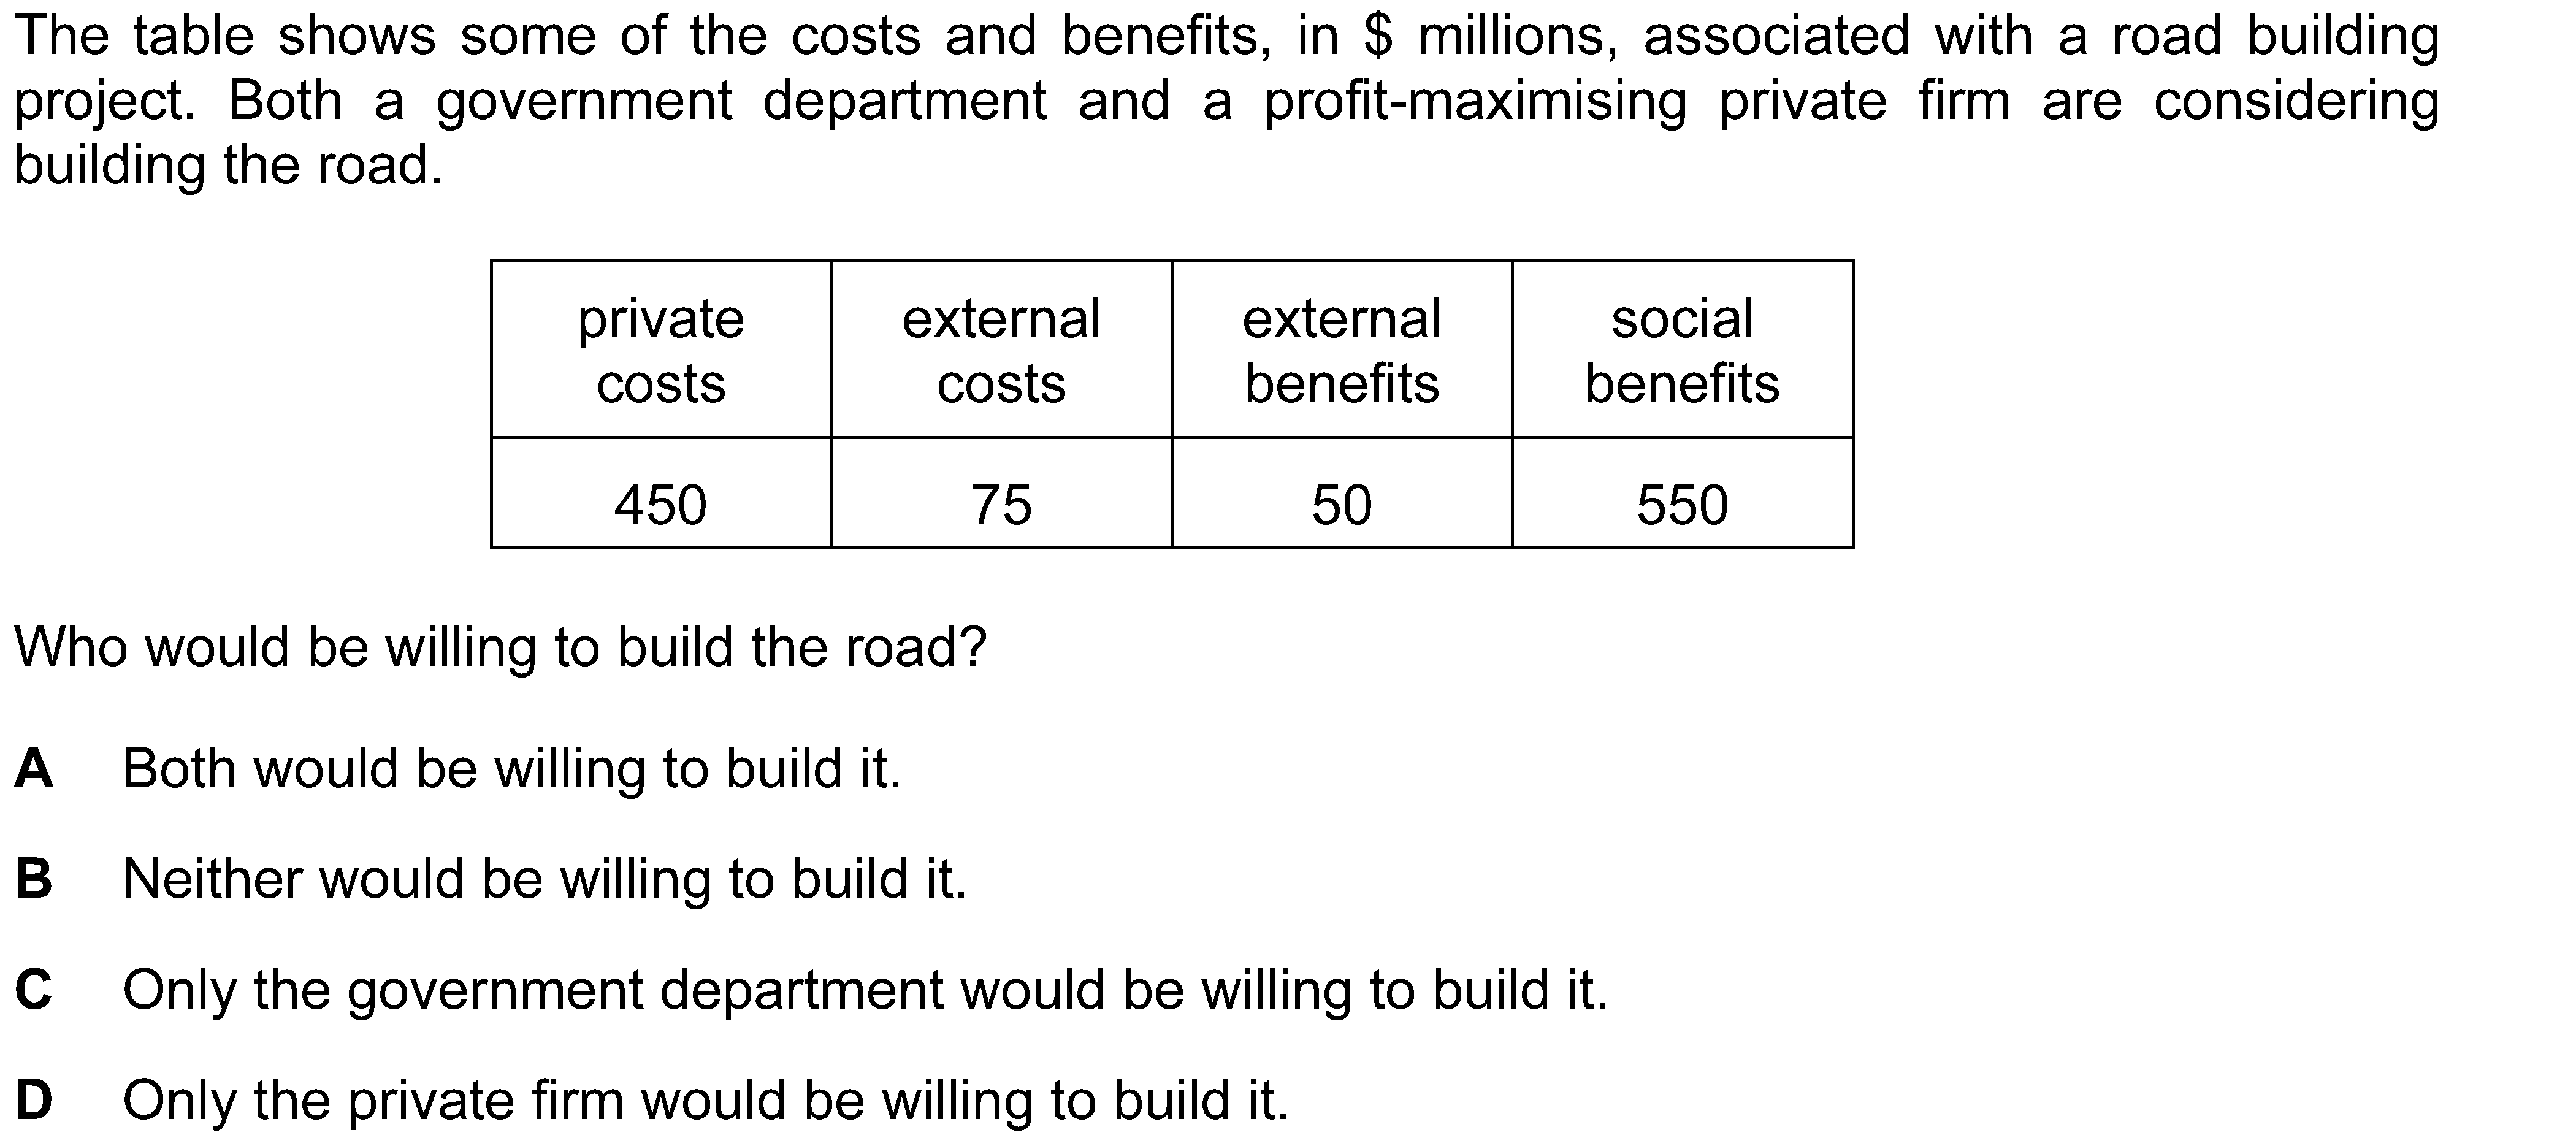 The table shows some of the costs and benefits, in $ millions, associated with a road building
project. Both a government department and a profit-maximising private firm are considering
building the road.
private costs
external costs
external benefits
social benefits
450
75
50
550
Who would be willing to build the road?
A Both would be willing to build it.
B Neither would be willing to build it.
C Only the government department would be willing to build it.
D Only the private firm would be willing to build it.